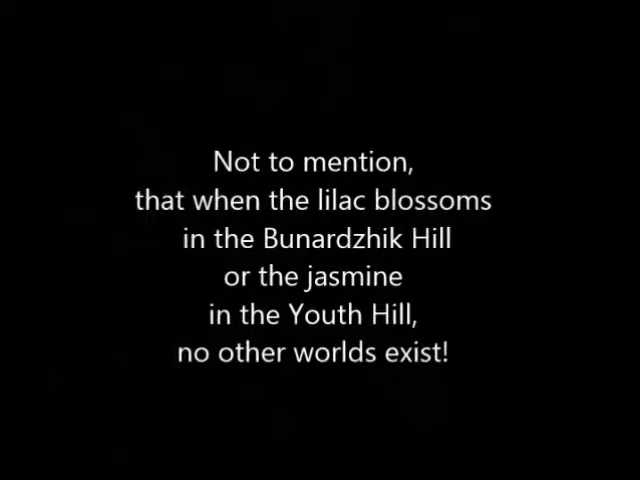 Not to mention,
that when the lilac blossoms
in the Bunardzhik Hill
or the jasmine
in the Youth Hill,
no other worlds exist!